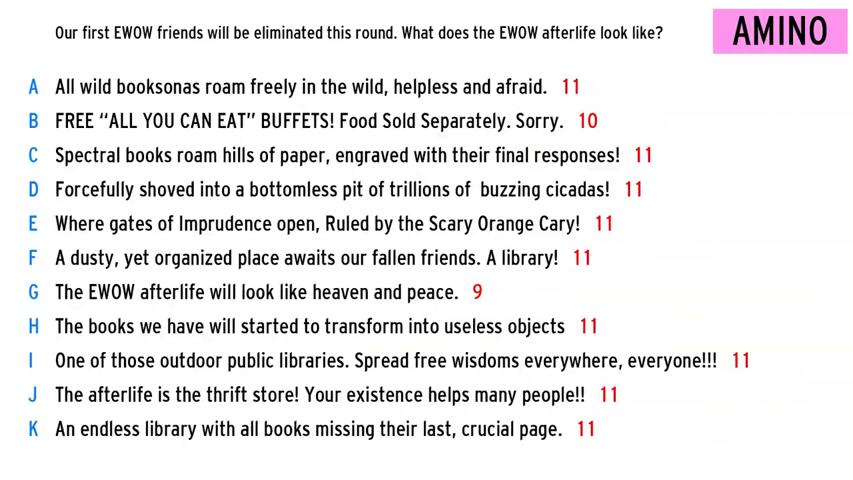 Our first EWOW friends will be eliminated this round. What does the EWOW afterlife look like?
AMINO
A All wild booksonas roam freely in the wild, helpless and afraid. 11
B FREE “ALL YOU CAN EAT” BUFFETS! Food Sold Separately. Sorry. 10
C Spectral books roam hills of paper, engraved with their final responses! 11
D Forcefully shoved into a bottomless pit of trillions of buzzing cicadas! 11
E Where gates of Imprudence open, Ruled by the Scary Orange Cary! 11
F A dusty, yet organized place awaits our fallen friends. A library! 11
G The EWOW afterlife will look like heaven and peace. 9
H The books we have will started to transform into useless objects 11
I One of those outdoor public libraries. Spread free wisdoms everywhere, everyone!!! 11
J The afterlife is the thrift store! Your existence helps many people!! 11
K An endless library with all books missing their last, crucial page. 11